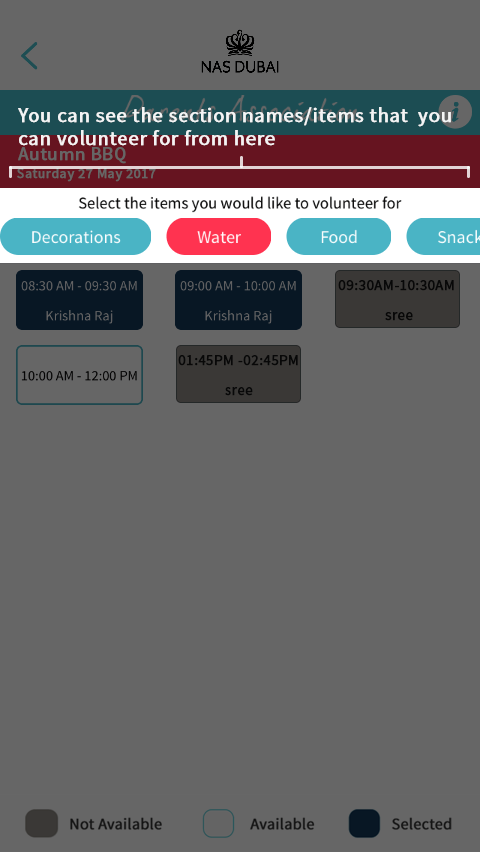 NAS DUBAI
Parents Association
You can see the section names/items that you
can volunteer for from here
Autumn BBQ
Saturday 27 May 2017
Select the items you would like to volunteer for
Decorations Water Food Snack
08:30 AM - 09:30 AM 09:00 AM - 10:00 AM 09:30AM-10:30AM
Krishna Raj Krishna Raj sree
10:00 AM - 12:00 PM 01:45PM -02:45PM
sree
Not Available Available Selected